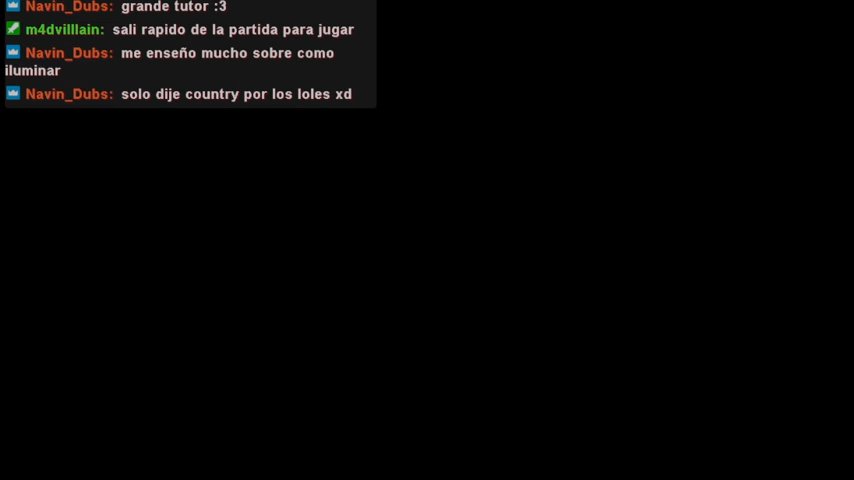 Navin_Dubs: grande tutor :3
m4dvilllain: sali rapido de la partida para jugar
Navin_Dubs: me enseño mucho sobre como
iluminar
Navin_Dubs: solo dije country por los loles xd